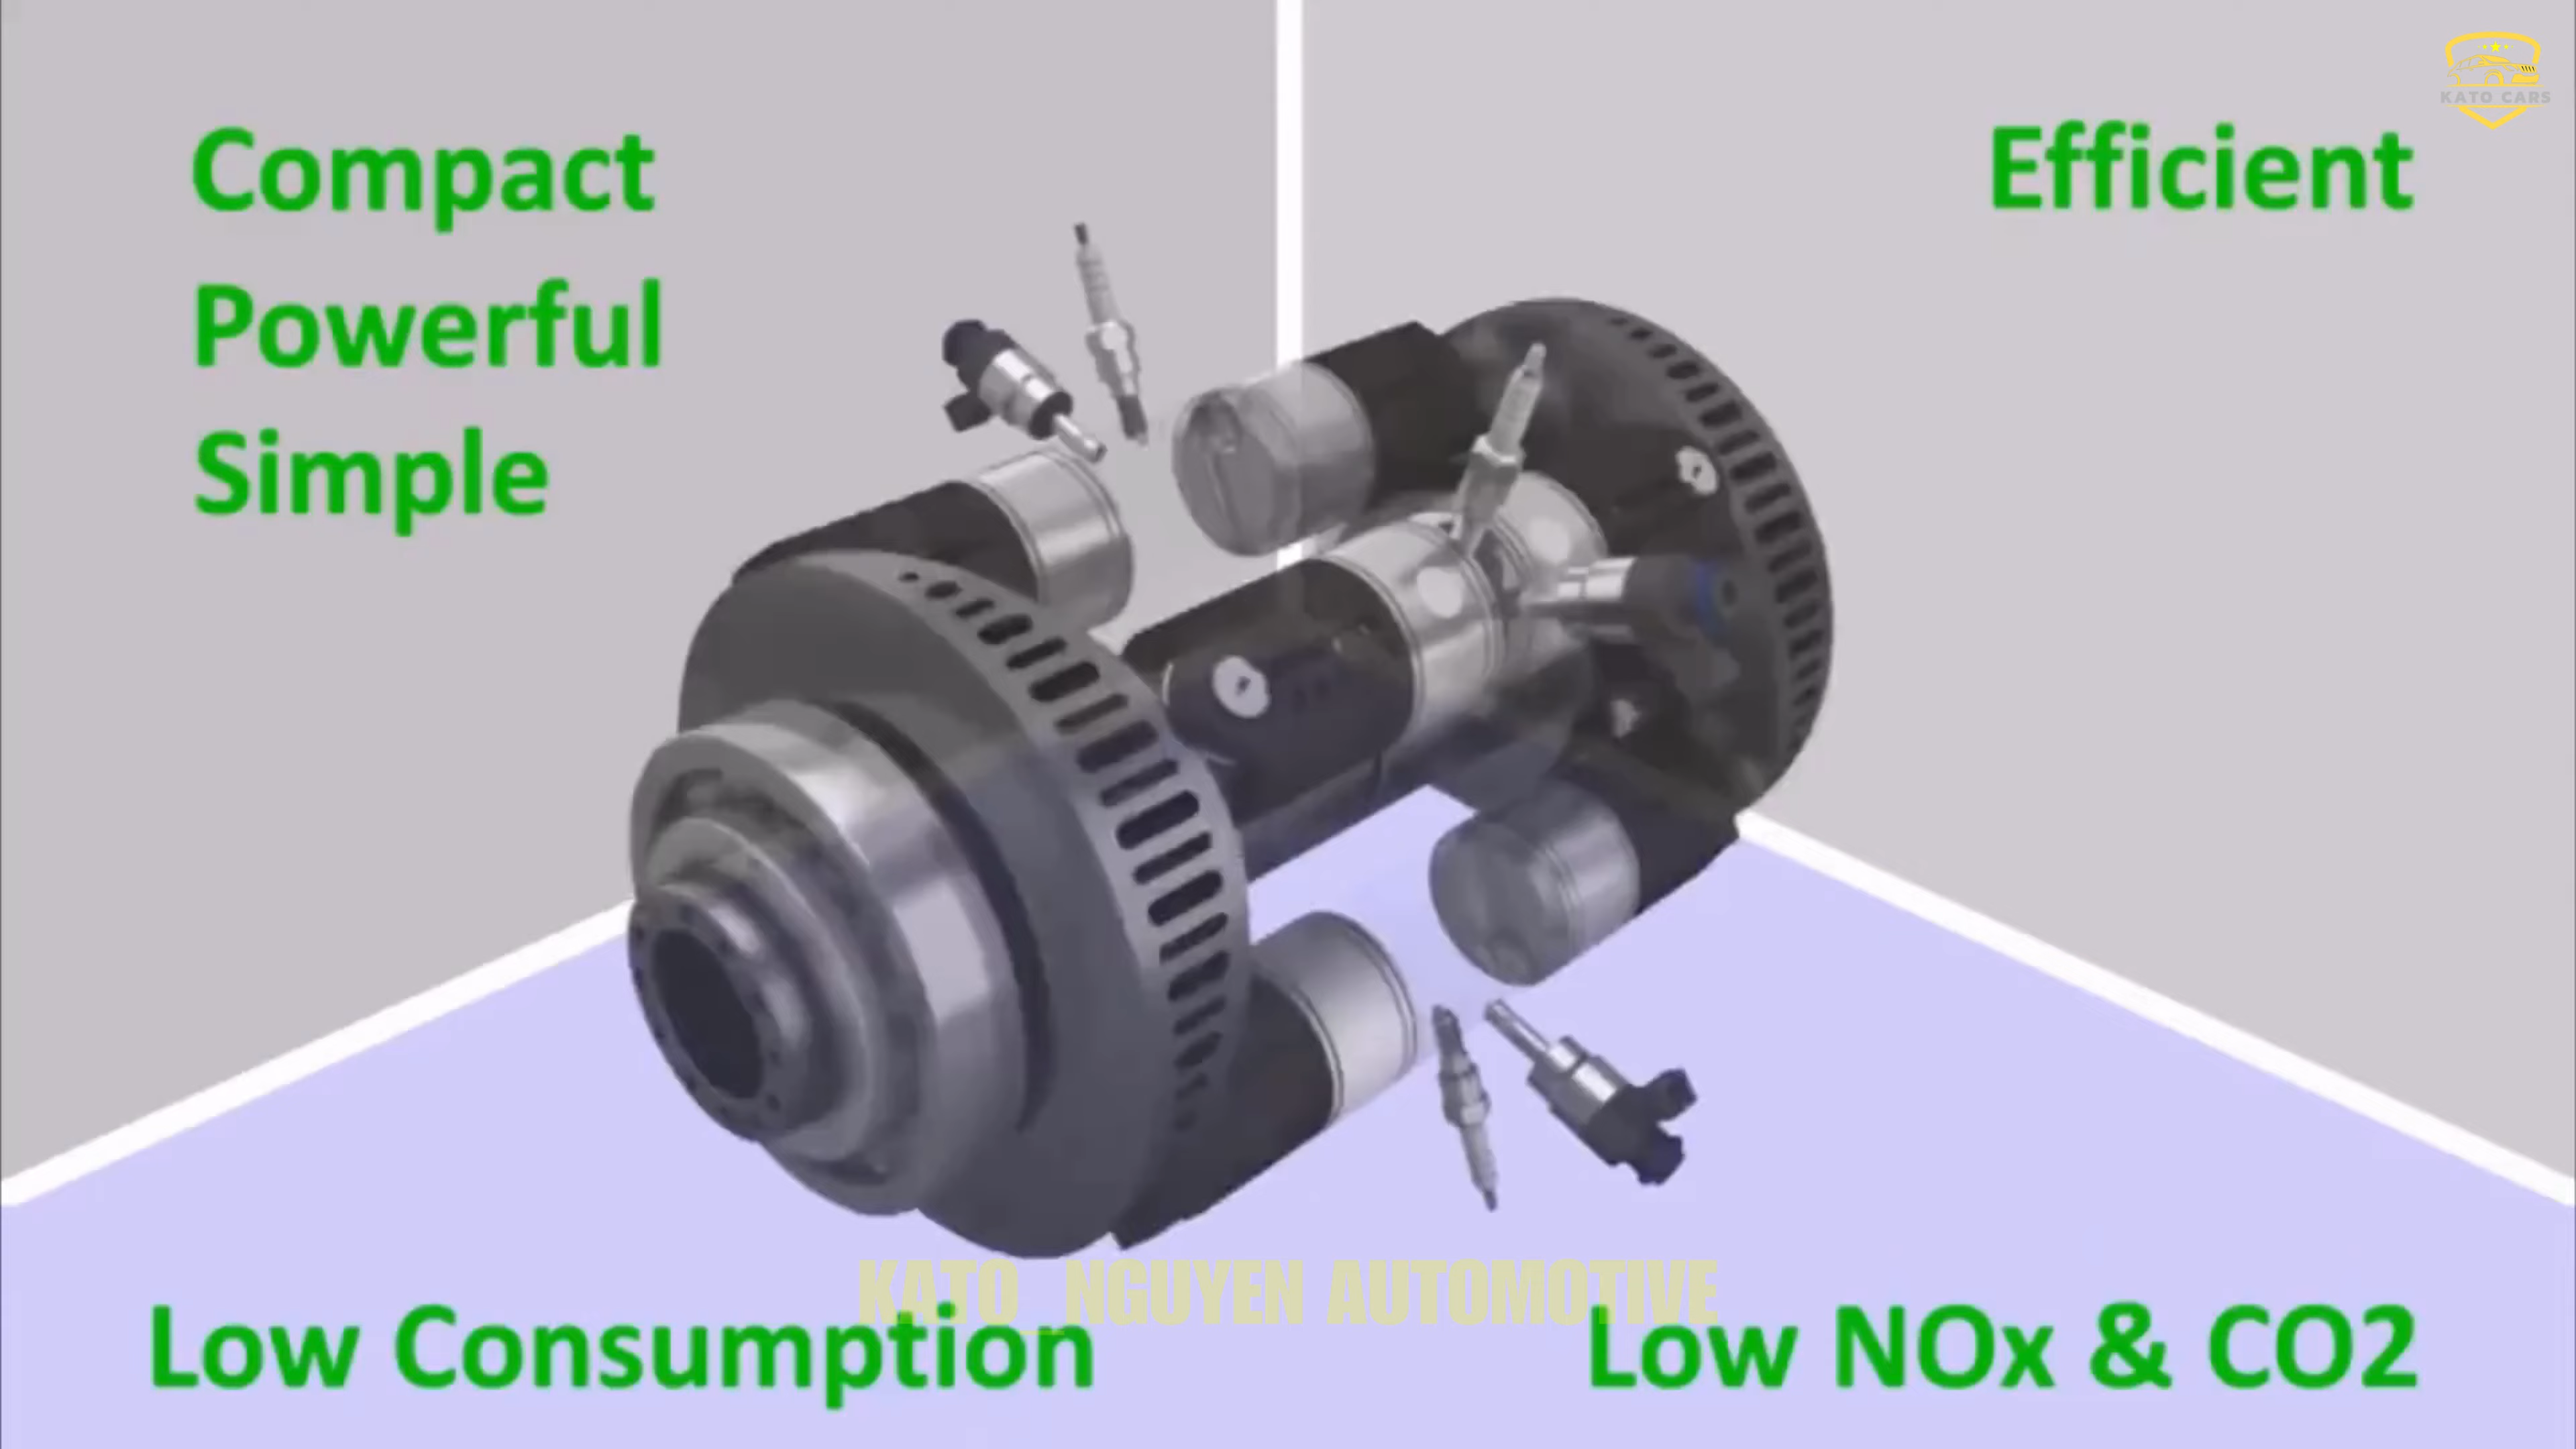 KATO CARS
Compact
Efficient
Powerful
Simple
KATO_NGUYEN AUTOMOTIVE
Low Consumption
Low NOx & CO2